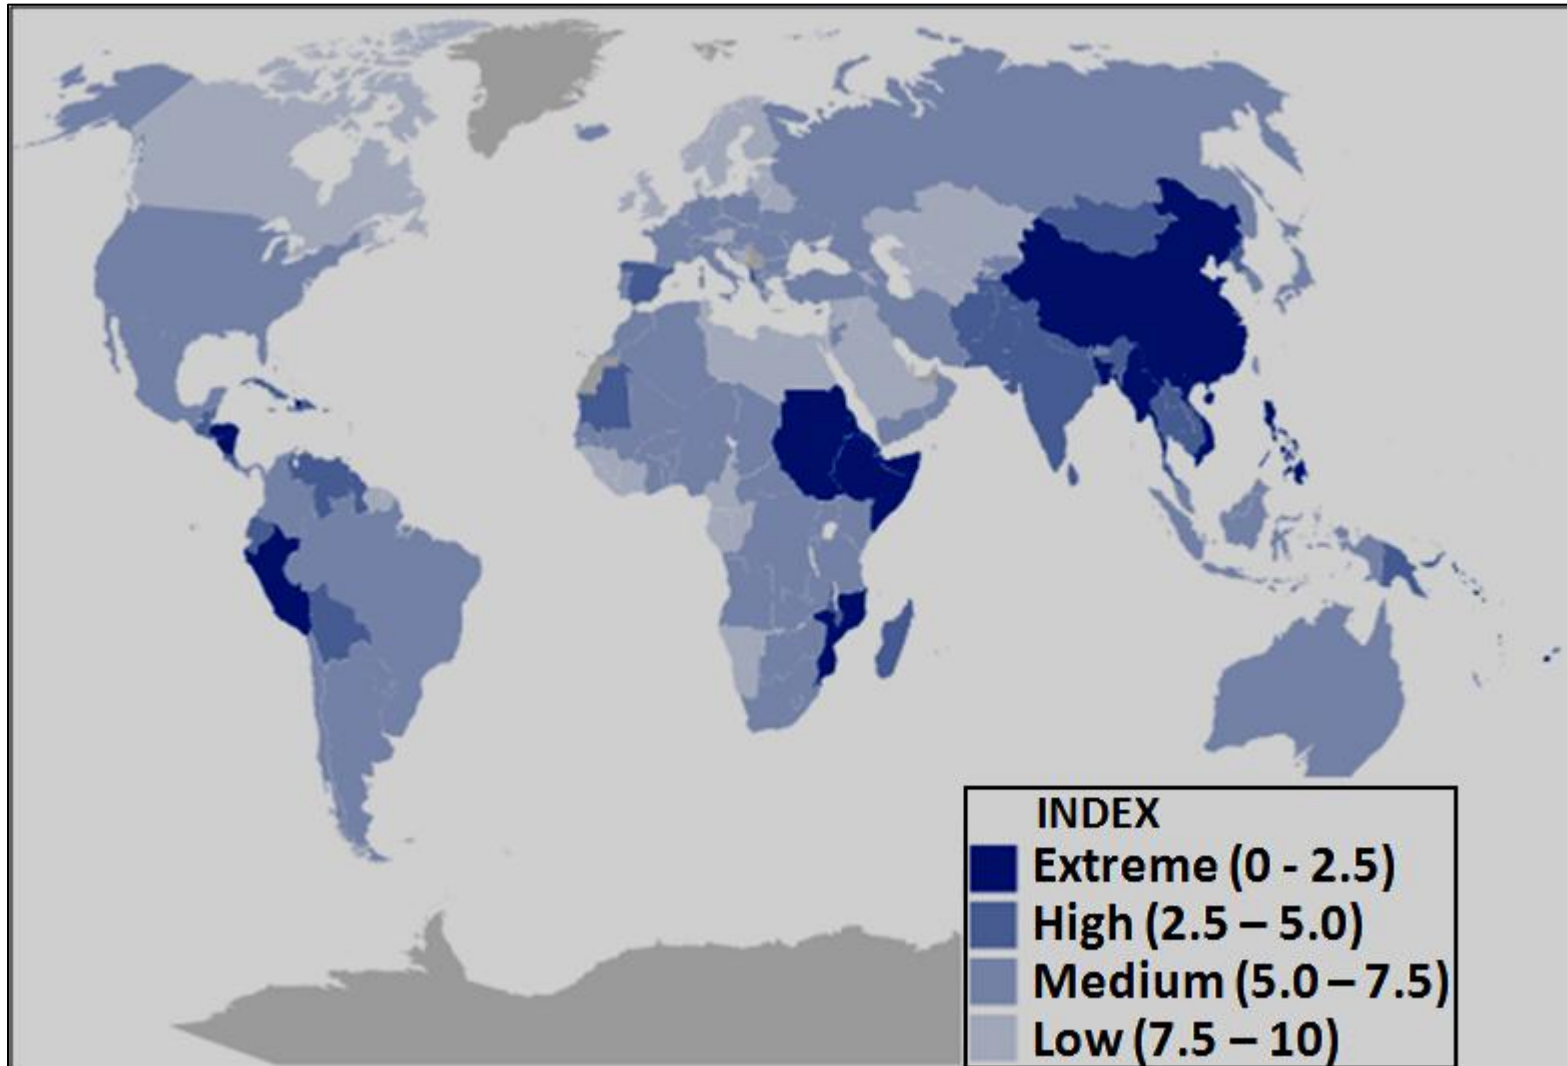 INDEX
Extreme (0 - 2.5)
High (2.5 – 5.0)
Medium (5.0 – 7.5)
Low (7.5 – 10)